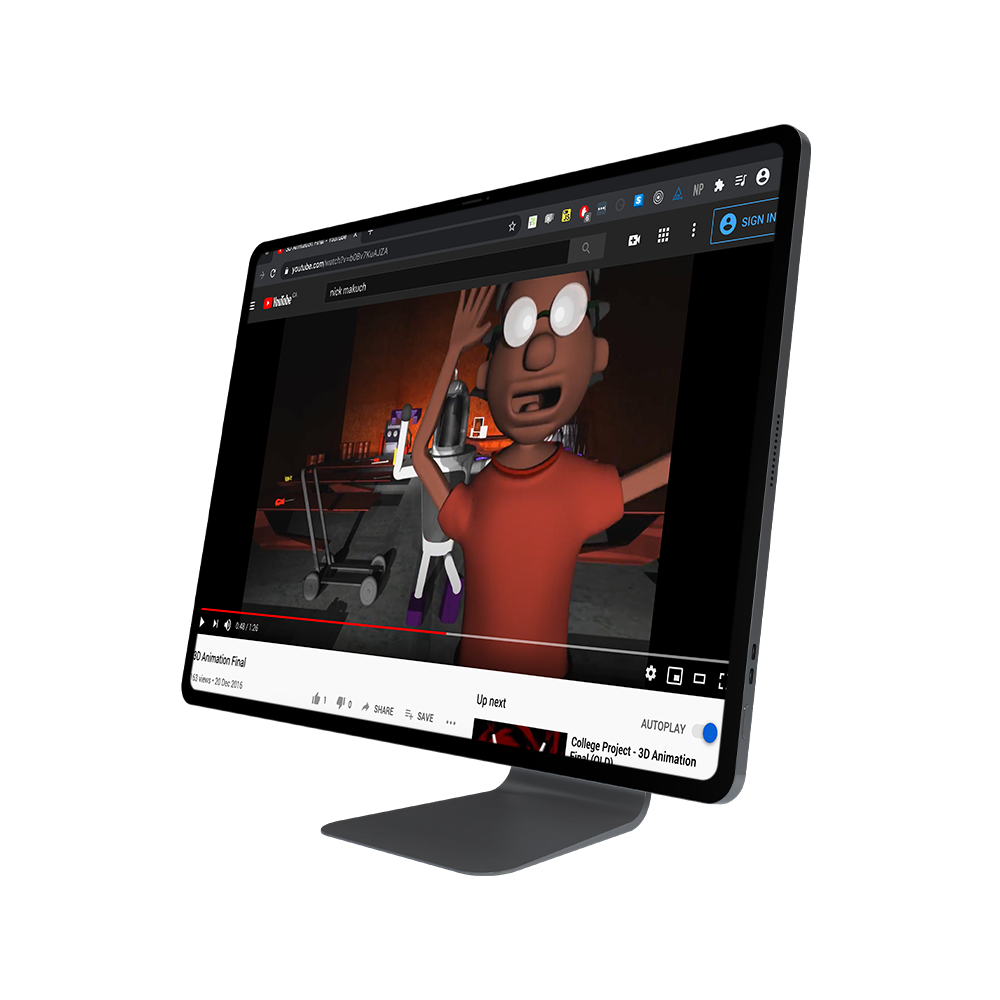 3D Animation Final - YouTube
youtube.com/watch?v=b0Bv7KuAJZA
NP
YouTube CA
nick makuch
SIGN IN
0:48 / 1:26
3D Animation Final
63 views • 20 Dec 2016
1
0
SHARE
SAVE
Up next
AUTOPLAY
College Project - 3D Animation
Final (OLD)